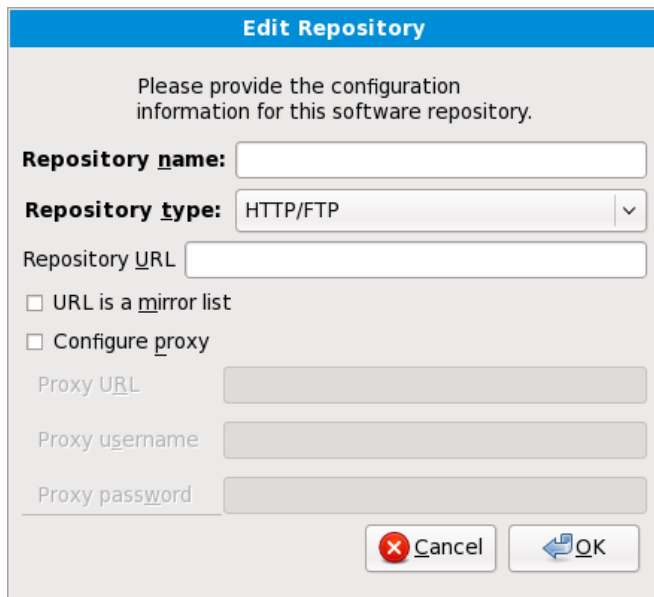 Edit Repository
Please provide the configuration
information for this software repository.
Repository name:
Repository type: HTTP/FTP
Repository URL
URL is a mirror list
Configure proxy
Proxy URL
Proxy username
Proxy password
Cancel OK